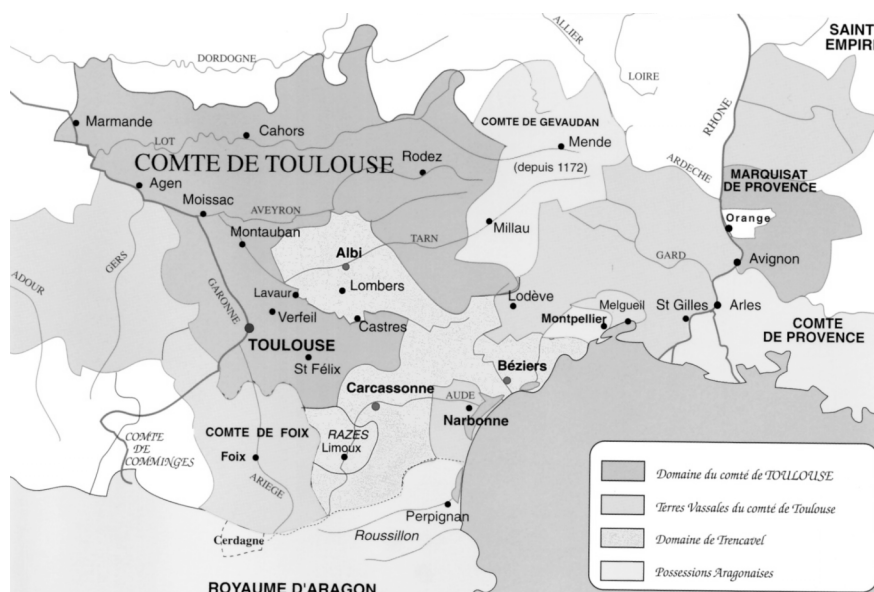 SAINT
EMPIRE
DORDOGNE
ALLIER
LOIRE
RHONE
Marmande
Cahors
LOT
COMTE DE GEVAUDAN
Mende
(depuis 1172)
COMTE DE TOULOUSE
Rodez
ARDECHE
MARQUISAT
DE PROVENCE
Agen
Moissac
AVEYRON
Millau
Orange
Montauban
TARN
Albi
GARD
Avignon
ADOUR
GERS
GARONNE
Lavaur
Lombers
Lodève
Melgueil
St Gilles
Arles
Verfeil
Castres
Montpellier
COMTE
DE PROVENCE
TOULOUSE
St Félix
Béziers
Carcassonne
AUDE
Narbonne
COMTE
DE
COMMINGES
COMTE DE FOIX
Foix
RAZES
Limoux
ARIEGE
Perpignan
Roussillon
Cerdagne
ROYAUME D'ARAGON
Domaine du comté de TOULOUSE
Terres Vassales du comté de Toulouse
Domaine de Trencavel
Possessions Aragonaises